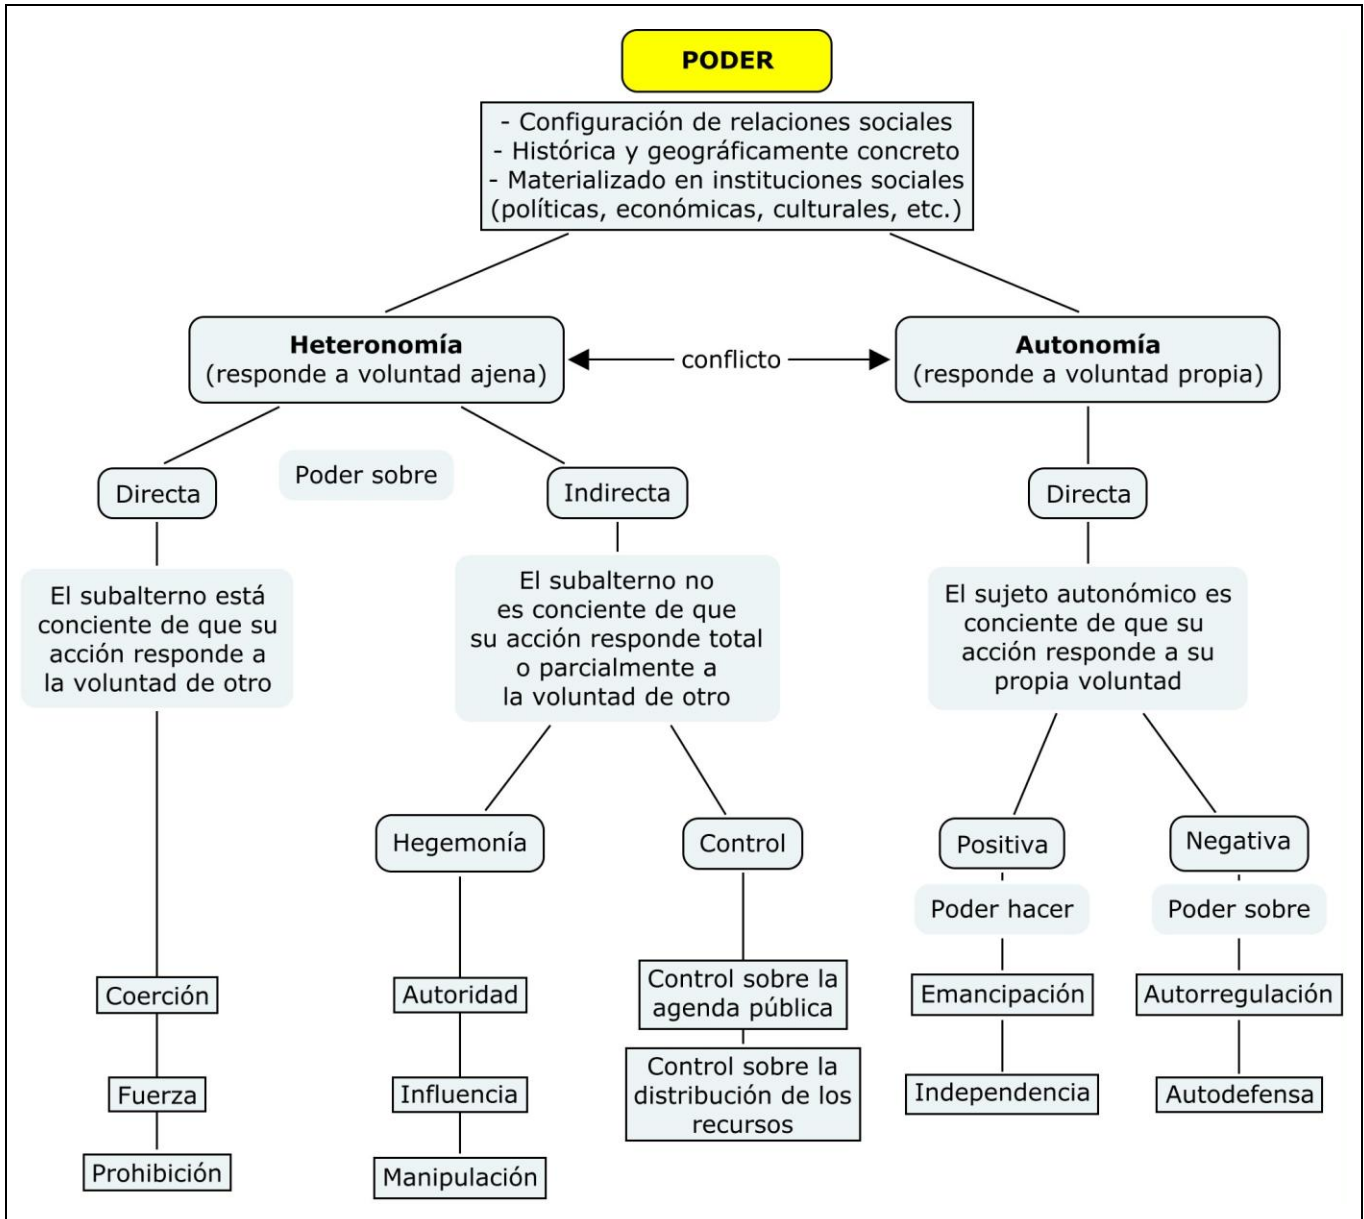 PODER
- Configuración de relaciones sociales
- Histórica y geográficamente concreto
- Materializado en instituciones sociales
(políticas, económicas, culturales, etc.)
Heteronomía
(responde a voluntad ajena)
conflicto
Autonomía
(responde a voluntad propia)
Directa
Poder sobre
Indirecta
Directa
El subalterno está
conciente de que su
acción responde a
la voluntad de otro
El subalterno no
es conciente de que
su acción responde total
o parcialmente a
la voluntad de otro
El sujeto autonómico es
conciente de que su
acción responde a su
propia voluntad
Hegemonía
Control
Positiva
Negativa
Poder hacer
Poder sobre
Coerción
Autoridad
Control sobre la
agenda pública
Emancipación
Autorregulación
Fuerza
Influencia
Control sobre la
distribución de los
recursos
Independencia
Autodefensa
Prohibición
Manipulación